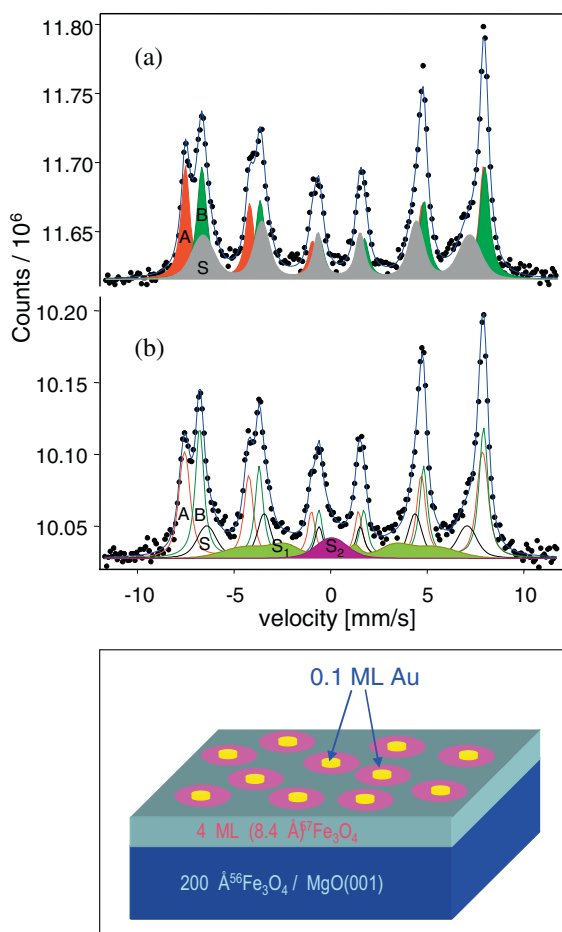 (a)
11.80
11.75
11.70
11.65
A
B
S
Counts / 10⁶
(b)
10.20
10.15
10.10
10.05
A
B
S
S₁
S₂
-10 -5 0 5 10
velocity [mm/s]
0.1 ML Au
4 ML (8.4 Å)⁵⁷Fe₃O₄
200 Å⁵⁶Fe₃O₄ / MgO(001)